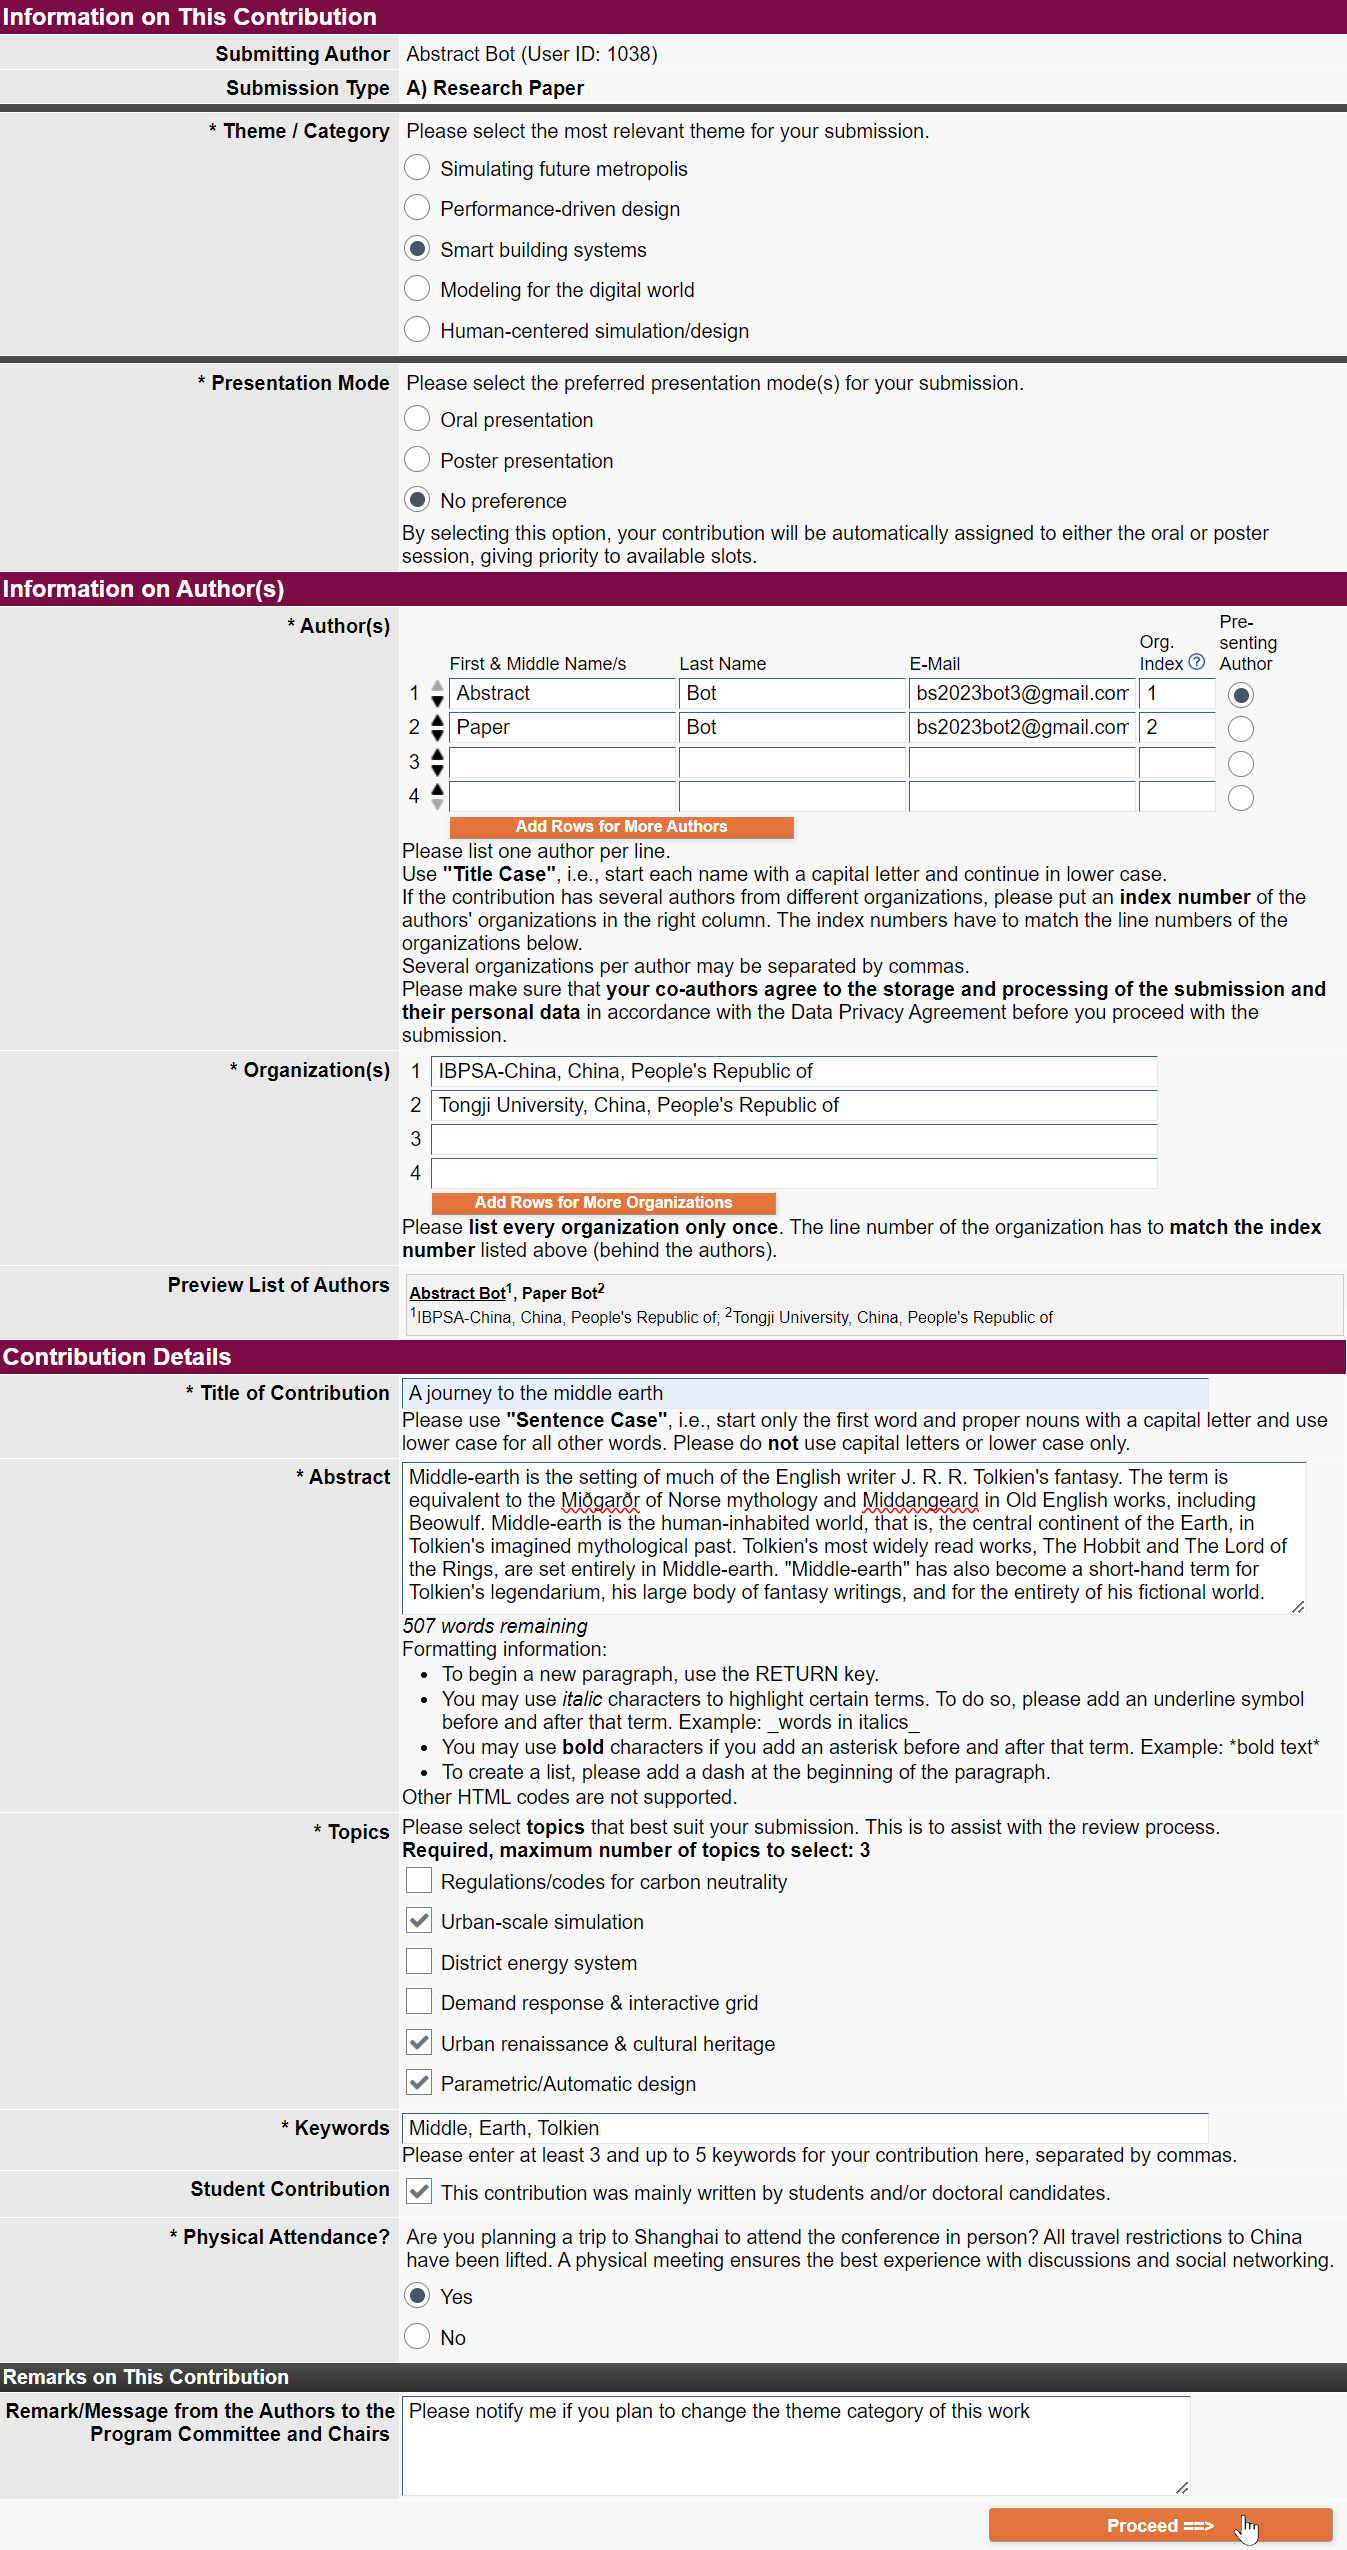 Information on This Contribution
Submitting Author Abstract Bot (User ID: 1038)
Submission Type A) Research Paper
* Theme / Category Please select the most relevant theme for your submission.
Simulating future metropolis
Performance-driven design
Smart building systems
Modeling for the digital world
Human-centered simulation/design
* Presentation Mode Please select the preferred presentation mode(s) for your submission.
Oral presentation
Poster presentation
No preference
By selecting this option, your contribution will be automatically assigned to either the oral or poster
session, giving priority to available slots.
Information on Author(s)
* Author(s)
First & Middle Name/s Last Name E-Mail Org. Index ? Pre-senting Author
1 Abstract Bot bs2023bot3@gmail.com 1
2 Paper Bot bs2023bot2@gmail.com 2
3
4
Add Rows for More Authors
Please list one author per line.
Use "Title Case", i.e., start each name with a capital letter and continue in lower case.
If the contribution has several authors from different organizations, please put an index number of the
authors' organizations in the right column. The index numbers have to match the line numbers of the
organizations below.
Several organizations per author may be separated by commas.
Please make sure that your co-authors agree to the storage and processing of the submission and
their personal data in accordance with the Data Privacy Agreement before you proceed with the
submission.
* Organization(s) 1 IBPSA-China, China, People's Republic of
2 Tongji University, China, People's Republic of
3
4
Add Rows for More Organizations
Please list every organization only once. The line number of the organization has to match the index
number listed above (behind the authors).
Preview List of Authors Abstract Bot1, Paper Bot2
1IBPSA-China, China, People's Republic of; 2Tongji University, China, People's Republic of
Contribution Details
* Title of Contribution A journey to the middle earth
Please use "Sentence Case", i.e., start only the first word and proper nouns with a capital letter and use
lower case for all other words. Please do not use capital letters or lower case only.
* Abstract Middle-earth is the setting of much of the English writer J. R. R. Tolkien's fantasy. The term is
equivalent to the Miðgarðr of Norse mythology and Middangeard in Old English works, including
Beowulf. Middle-earth is the human-inhabited world, that is, the central continent of the Earth, in
Tolkien's imagined mythological past. Tolkien's most widely read works, The Hobbit and The Lord of
the Rings, are set entirely in Middle-earth. "Middle-earth" has also become a short-hand term for
Tolkien's legendarium, his large body of fantasy writings, and for the entirety of his fictional world.
507 words remaining
Formatting information:
• To begin a new paragraph, use the RETURN key.
• You may use italic characters to highlight certain terms. To do so, please add an underline symbol
before and after that term. Example: _words in italics_
• You may use bold characters if you add an asterisk before and after that term. Example: *bold text*
• To create a list, please add a dash at the beginning of the paragraph.
Other HTML codes are not supported.
* Topics Please select topics that best suit your submission. This is to assist with the review process.
Required, maximum number of topics to select: 3
Regulations/codes for carbon neutrality
Urban-scale simulation
District energy system
Demand response & interactive grid
Urban renaissance & cultural heritage
Parametric/Automatic design
* Keywords Middle, Earth, Tolkien
Please enter at least 3 and up to 5 keywords for your contribution here, separated by commas.
Student Contribution This contribution was mainly written by students and/or doctoral candidates.
* Physical Attendance? Are you planning a trip to Shanghai to attend the conference in person? All travel restrictions to China
have been lifted. A physical meeting ensures the best experience with discussions and social networking.
Yes
No
Remarks on This Contribution
Remark/Message from the Authors to the Please notify me if you plan to change the theme category of this work
Program Committee and Chairs
Proceed ==>